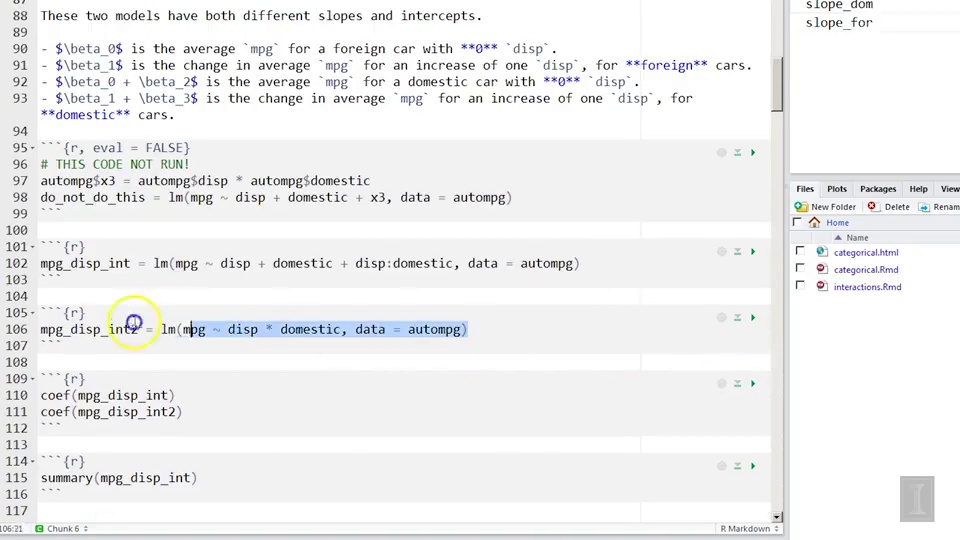 87
88 These two models have both different slopes and intercepts.
89
90 - $\beta_0$ is the average `mpg` for a foreign car with **0** `disp`.
91 - $\beta_1$ is the change in average `mpg` for an increase of one `disp`, for **foreign** cars.
92 - $\beta_0 + \beta_2$ is the average `mpg` for a domestic car with **0** `disp`.
93 - $\beta_1 + \beta_3$ is the change in average `mpg` for an increase of one `disp`, for
**domestic** cars.
94
95 ```{r, eval = FALSE}
96 # THIS CODE NOT RUN!
97 autompg$x3 = autompg$disp * autompg$domestic
98 do_not_do_this = lm(mpg ~ disp + domestic + x3, data = autompg)
99 ```
100
101 ```{r}
102 mpg_disp_int = lm(mpg ~ disp + domestic + disp:domestic, data = autompg)
103 ```
104
105 ```{r}
106 mpg_disp_int2 = lm(mpg ~ disp * domestic, data = autompg)
107 ```
108
109 ```{r}
110 coef(mpg_disp_int)
111 coef(mpg_disp_int2)
112 ```
113
114 ```{r}
115 summary(mpg_disp_int)
116 ```
117
106:21 Chunk 6 R Markdown
slope_dom
slope_for
Files Plots Packages Help View
New Folder Delete Renam
Home
Name
categorical.html
categorical.Rmd
interactions.Rmd
I